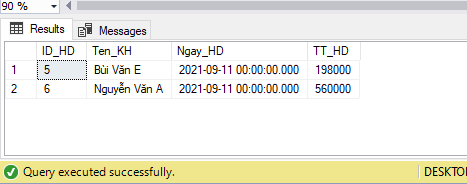 90 %
Results Messages
ID_HD Ten_KH Ngay_HD TT_HD
1 5 Bùi Văn E 2021-09-11 00:00:00.000 198000
2 6 Nguyễn Văn A 2021-09-11 00:00:00.000 560000
Query executed successfully. DESKTO